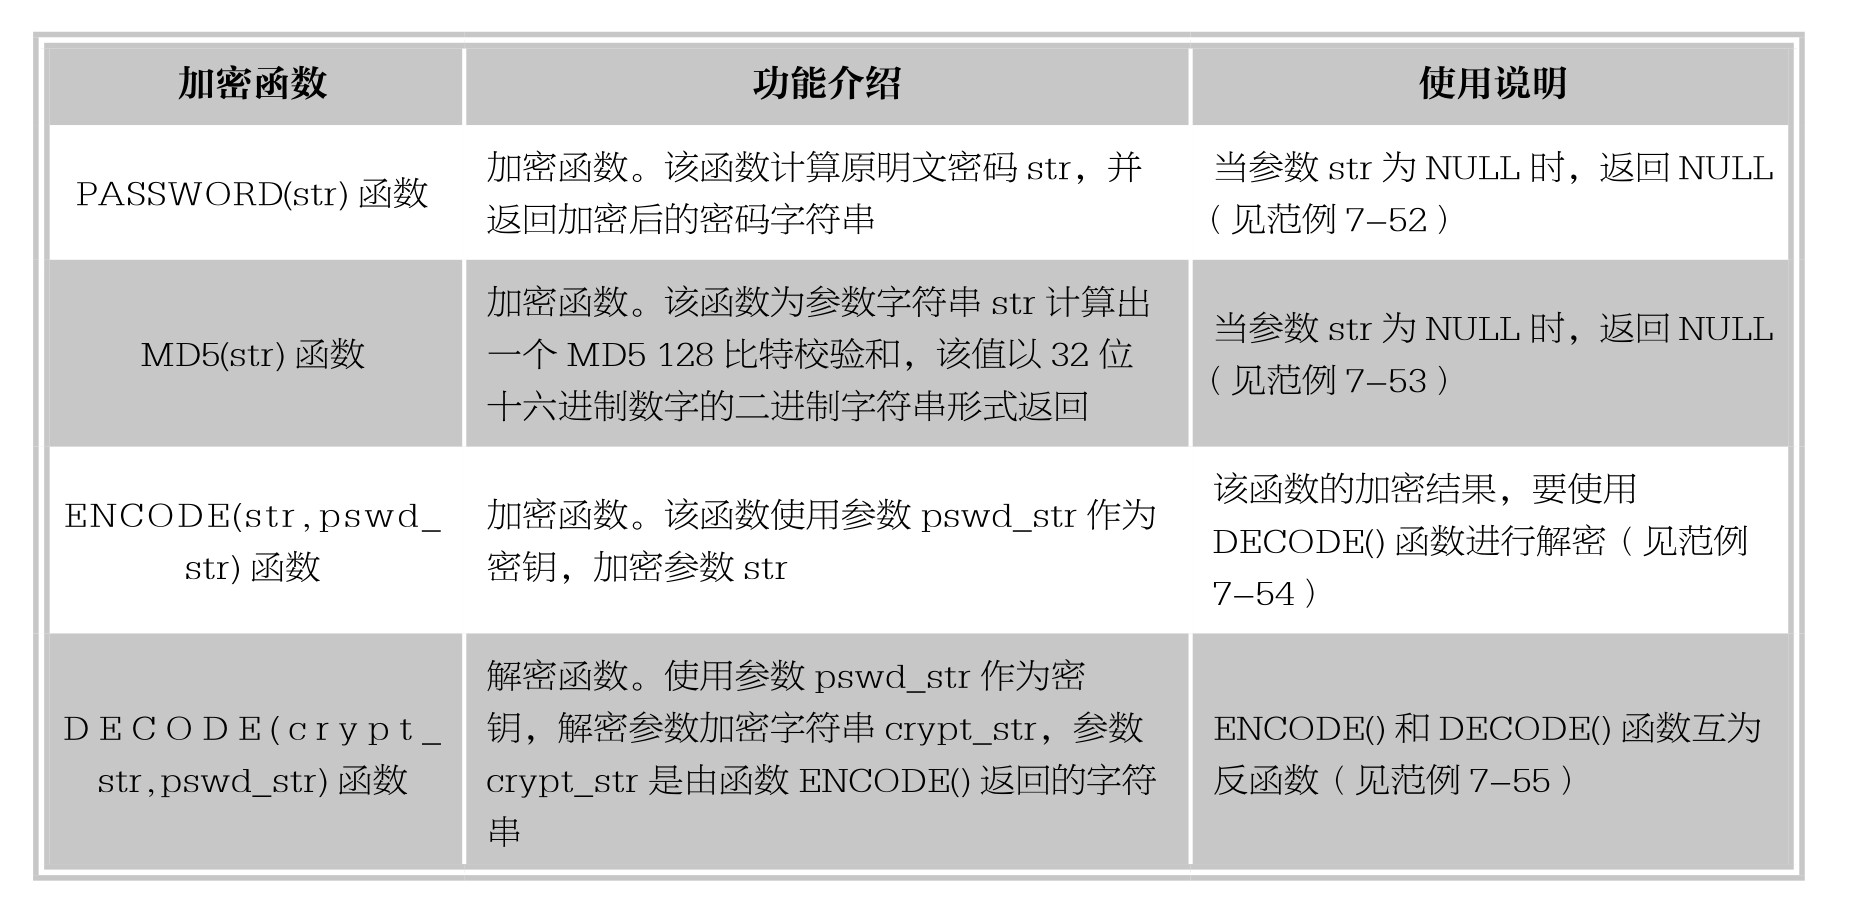 加密函数
功能介绍
使用说明
PASSWORD(str) 函数
加密函数。该函数计算原明文密码 str，并
返回加密后的密码字符串
当参数 str 为 NULL 时，返回 NULL
（见范例 7–52）
MD5(str) 函数
加密函数。该函数为参数字符串 str 计算出
一个 MD5 128 比特校验和，该值以 32 位
十六进制数字的二进制字符串形式返回
当参数 str 为 NULL 时，返回 NULL
（见范例 7–53）
ENCODE(str,pswd_
str) 函数
加密函数。该函数使用参数 pswd_str 作为
密钥，加密参数 str
该函数的加密结果，要使用
DECODE() 函数进行解密（见范例
7–54）
DECODE(crypt_
str,pswd_str) 函数
解密函数。使用参数 pswd_str 作为密
钥，解密参数加密字符串 crypt_str，参数
crypt_str 是由函数 ENCODE() 返回的字符
串
ENCODE() 和 DECODE() 函数互为
反函数（见范例 7–55）